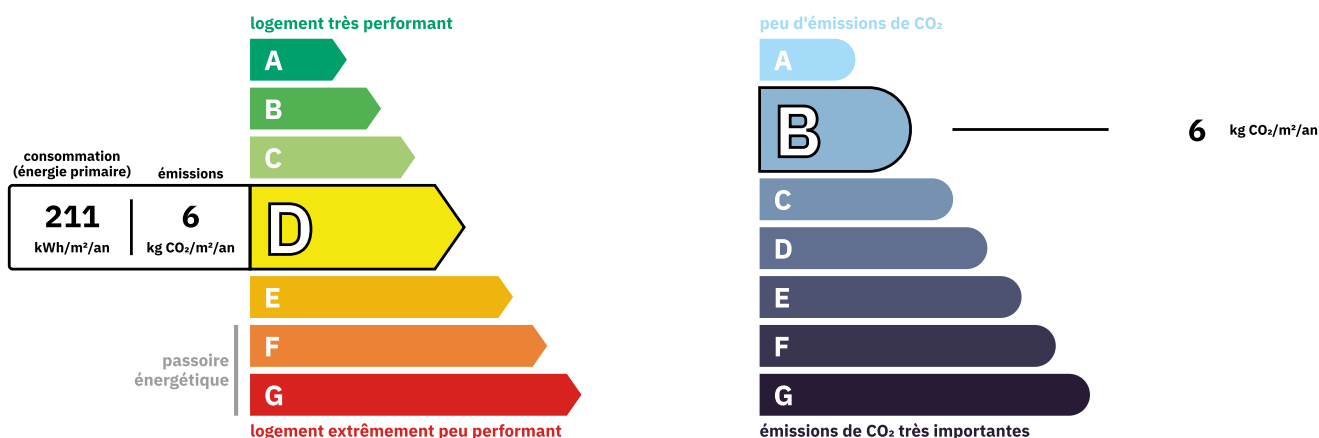 logement très performant
A
B
C
consommation
(énergie primaire)
émissions
211
kWh/m²/an
6
kg CO₂/m²/an
D
E
F
G
passoire
énergétique
logement extrêmement peu performant
peu d'émissions de CO₂
A
B
6 kg CO₂/m²/an
C
D
E
F
G
émissions de CO₂ très importantes